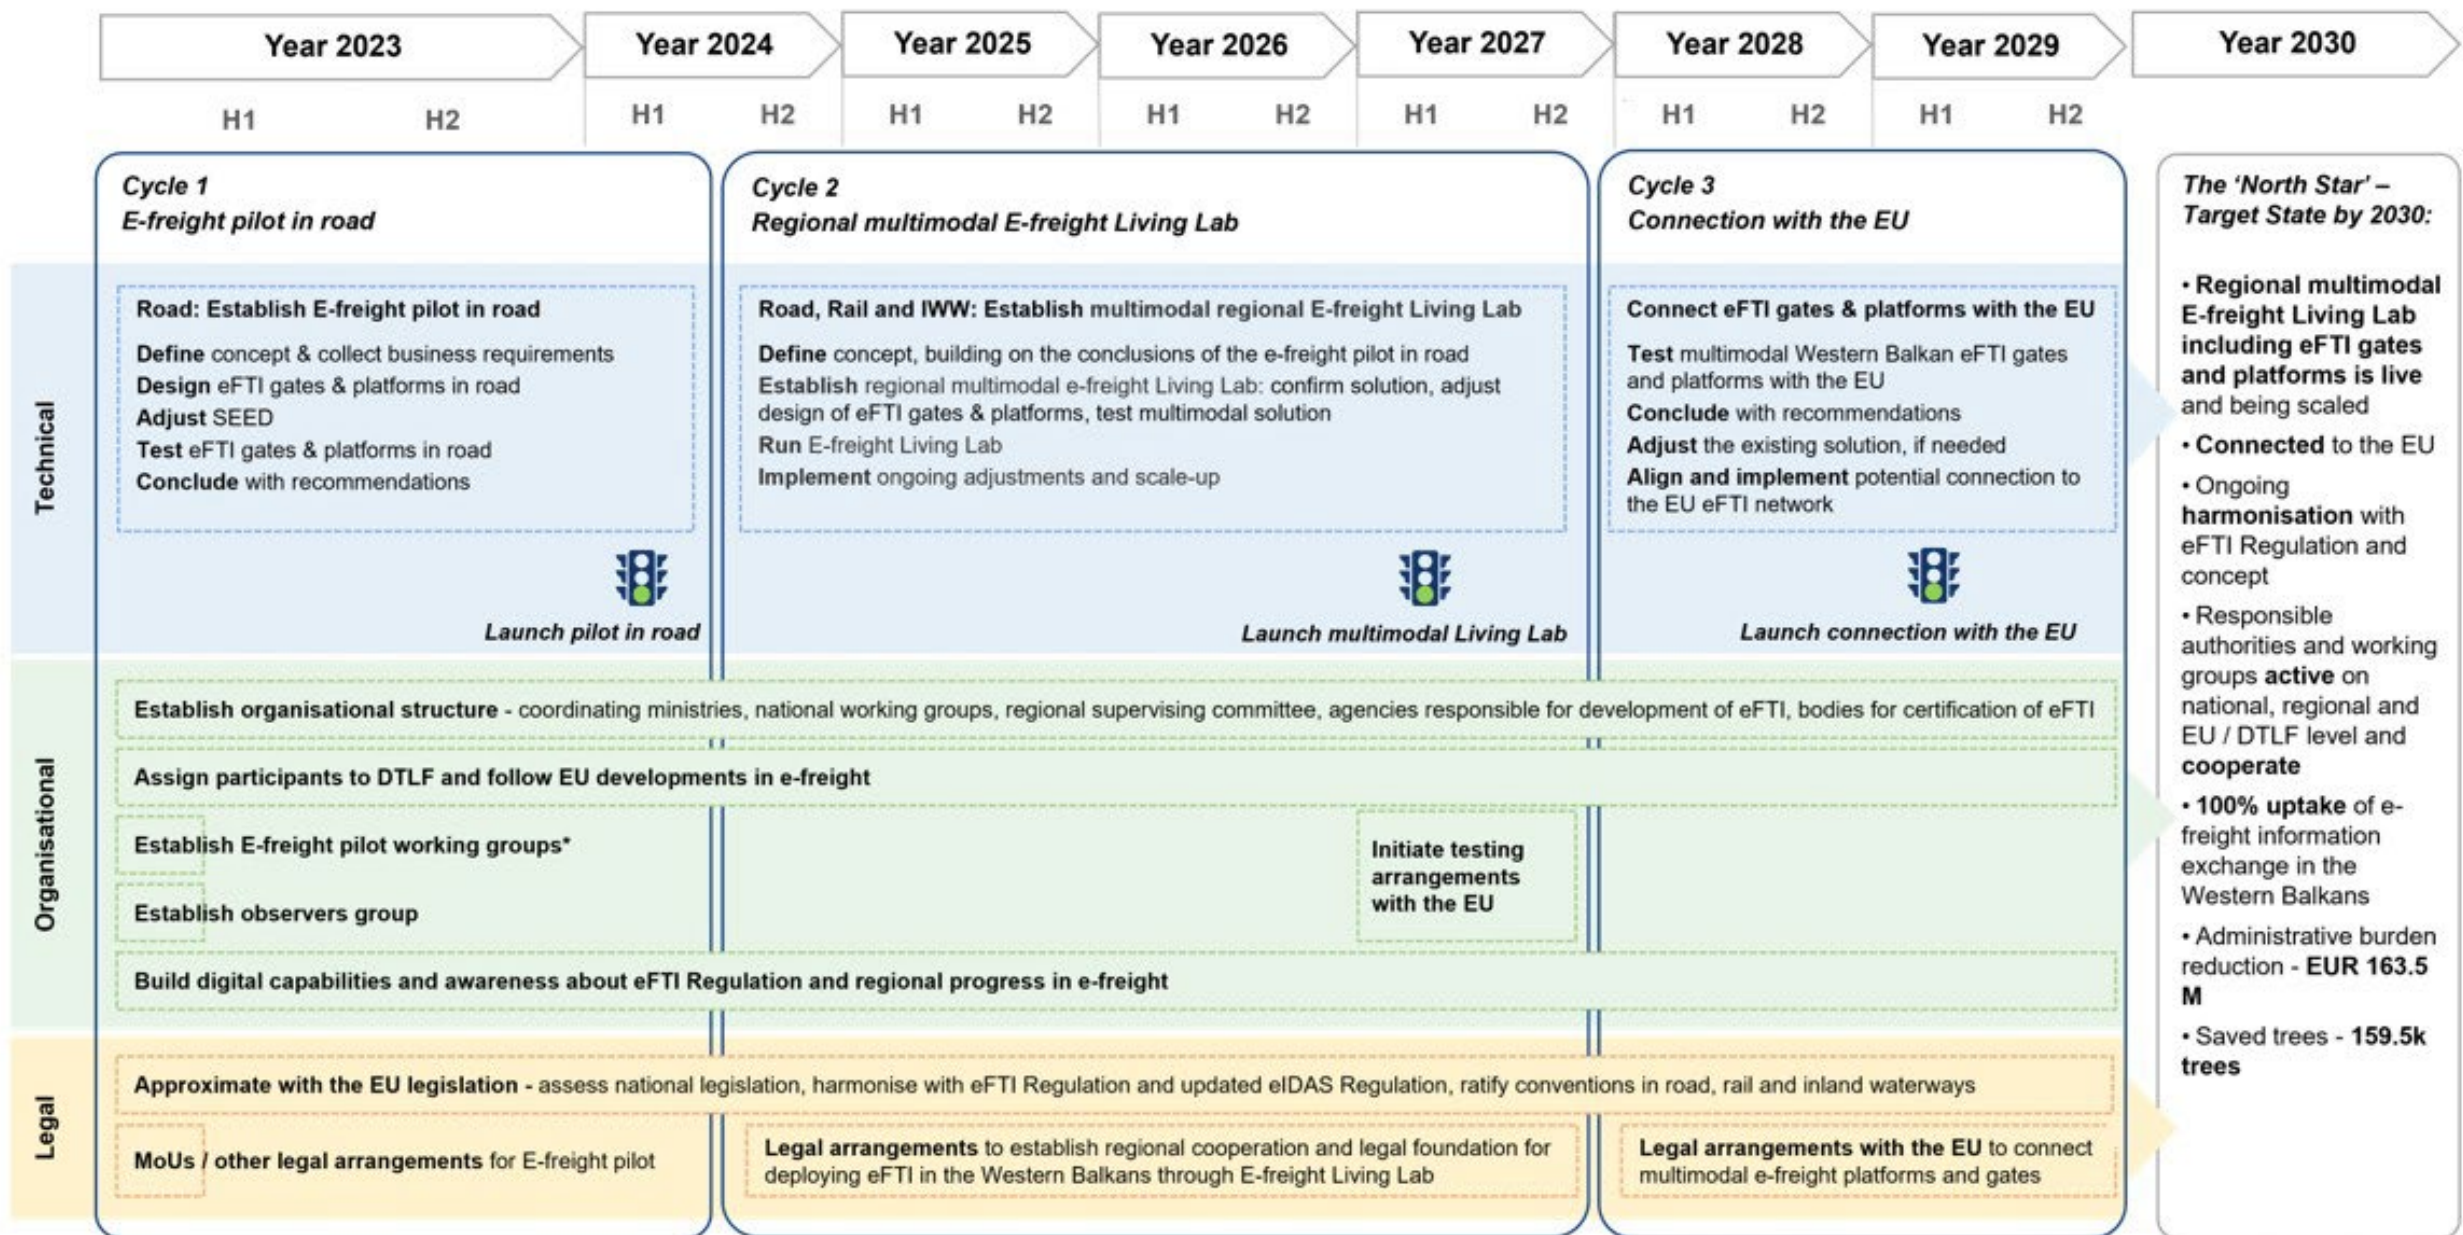 Year 2023
Year 2024
Year 2025
Year 2026
Year 2027
Year 2028
Year 2029
Year 2030
H1
H2
H1
H2
H1
H2
H1
H2
H1
H2
H1
H2
H1
H2
Cycle 1
E-freight pilot in road
Cycle 2
Regional multimodal E-freight Living Lab
Cycle 3
Connection with the EU
Technical
Road: Establish E-freight pilot in road
Define concept & collect business requirements
Design eFTI gates & platforms in road
Adjust SEED
Test eFTI gates & platforms in road
Conclude with recommendations
Launch pilot in road
Road, Rail and IWW: Establish multimodal regional E-freight Living Lab
Define concept, building on the conclusions of the e-freight pilot in road
Establish regional multimodal e-freight Living Lab: confirm solution, adjust
design of eFTI gates & platforms, test multimodal solution
Run E-freight Living Lab
Implement ongoing adjustments and scale-up
Launch multimodal Living Lab
Connect eFTI gates & platforms with the EU
Test multimodal Western Balkan eFTI gates
and platforms with the EU
Conclude with recommendations
Adjust the existing solution, if needed
Align and implement potential connection to
the EU eFTI network
Launch connection with the EU
Organisational
Establish organisational structure - coordinating ministries, national working groups, regional supervising committee, agencies responsible for development of eFTI, bodies for certification of eFTI
Assign participants to DTLF and follow EU developments in e-freight
Establish E-freight pilot working groups*
Establish observers group
Initiate testing
arrangements
with the EU
Build digital capabilities and awareness about eFTI Regulation and regional progress in e-freight
Legal
Approximate with the EU legislation - assess national legislation, harmonise with eFTI Regulation and updated eIDAS Regulation, ratify conventions in road, rail and inland waterways
MoUs / other legal arrangements for E-freight pilot
Legal arrangements to establish regional cooperation and legal foundation for
deploying eFTI in the Western Balkans through E-freight Living Lab
Legal arrangements with the EU to connect
multimodal e-freight platforms and gates
The 'North Star' –
Target State by 2030:
• Regional multimodal
E-freight Living Lab
including eFTI gates
and platforms is live
and being scaled
• Connected to the EU
• Ongoing
harmonisation with
eFTI Regulation and
concept
• Responsible
authorities and working
groups active on
national, regional and
EU / DTLF level and
cooperate
• 100% uptake of e-
freight information
exchange in the
Western Balkans
• Administrative burden
reduction - EUR 163.5
M
• Saved trees - 159.5k
trees